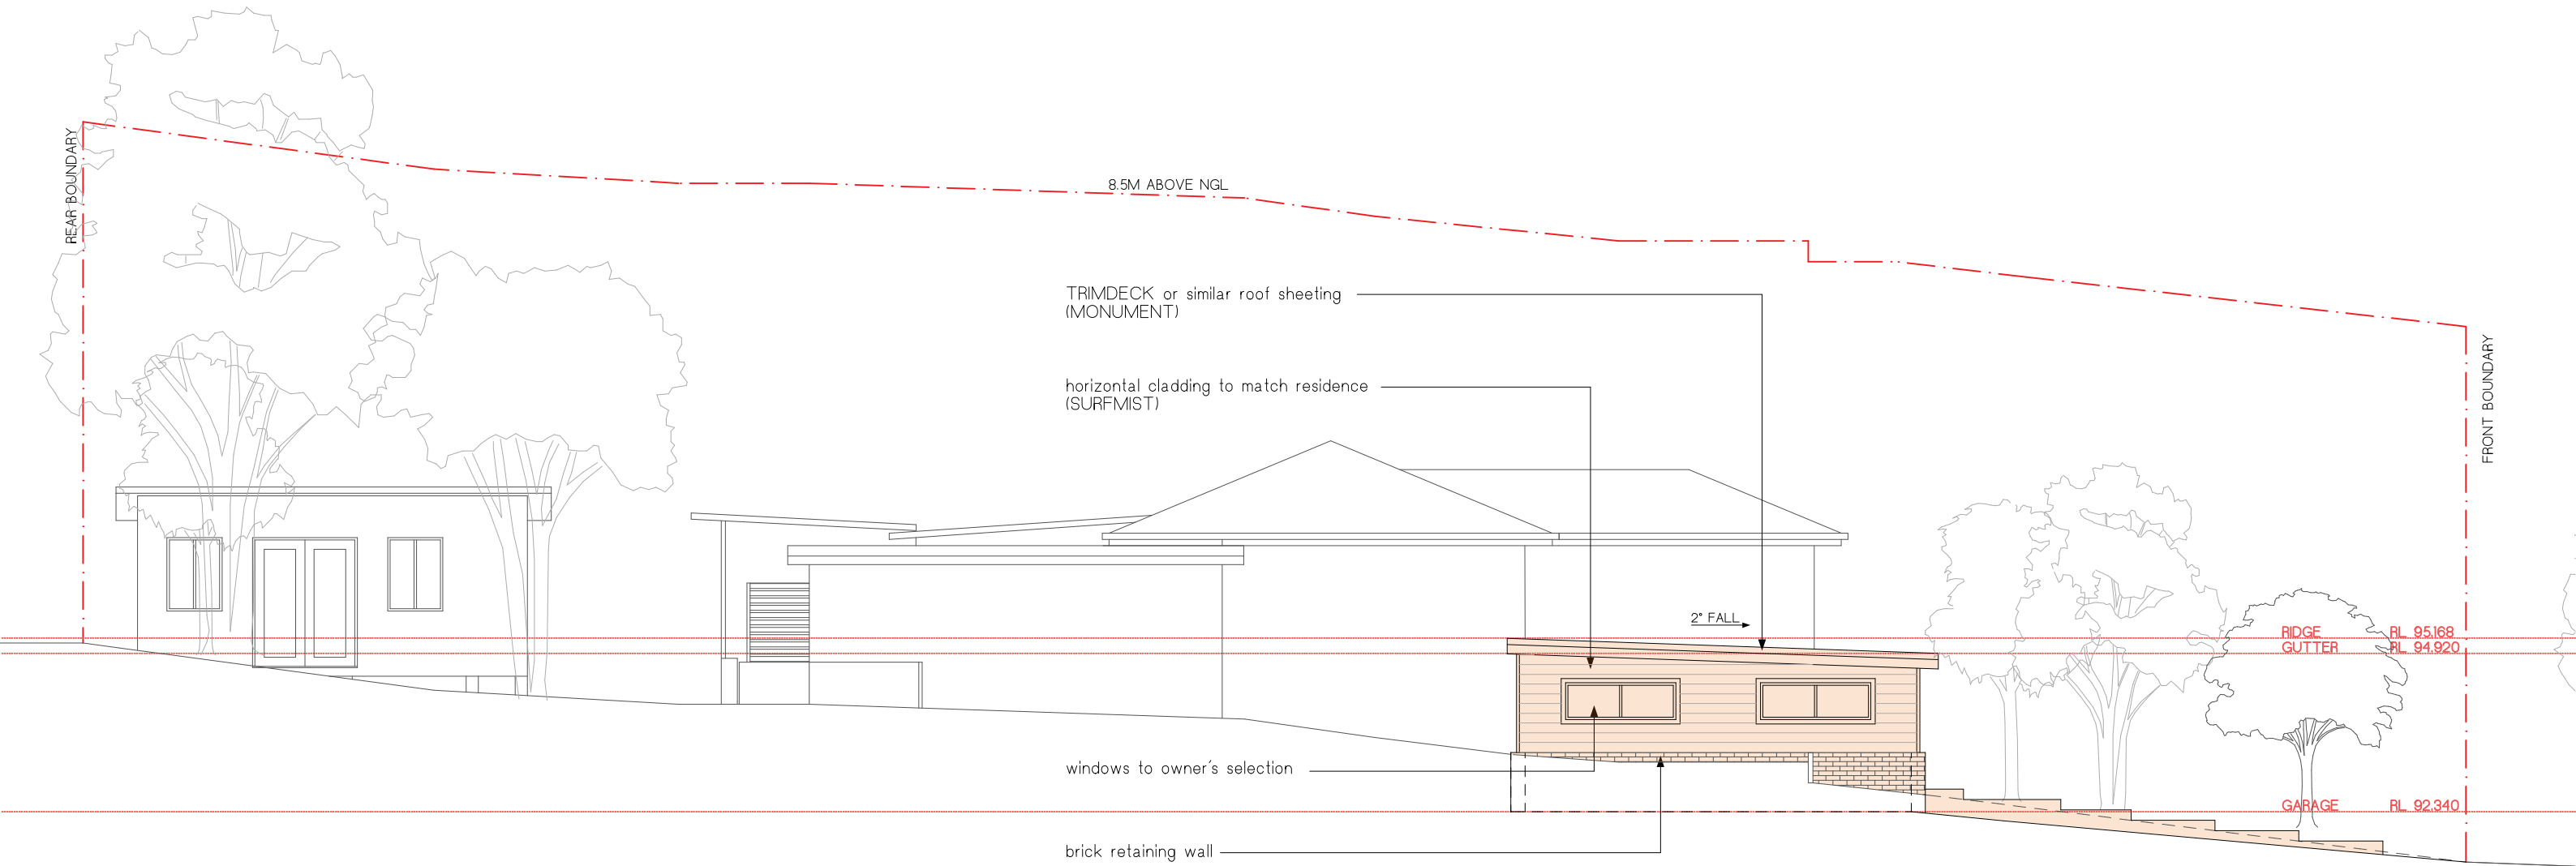 REAR BOUNDARY
8.5M ABOVE NGL
TRIMDECK or similar roof sheeting
(MONUMENT)
FRONT BOUNDARY
horizontal cladding to match residence
(SURFMIST)
2° FALL
RIDGE RL 95.168
GUTTER RL 94.920
windows to owner's selection
GARAGE RL 92.340
brick retaining wall